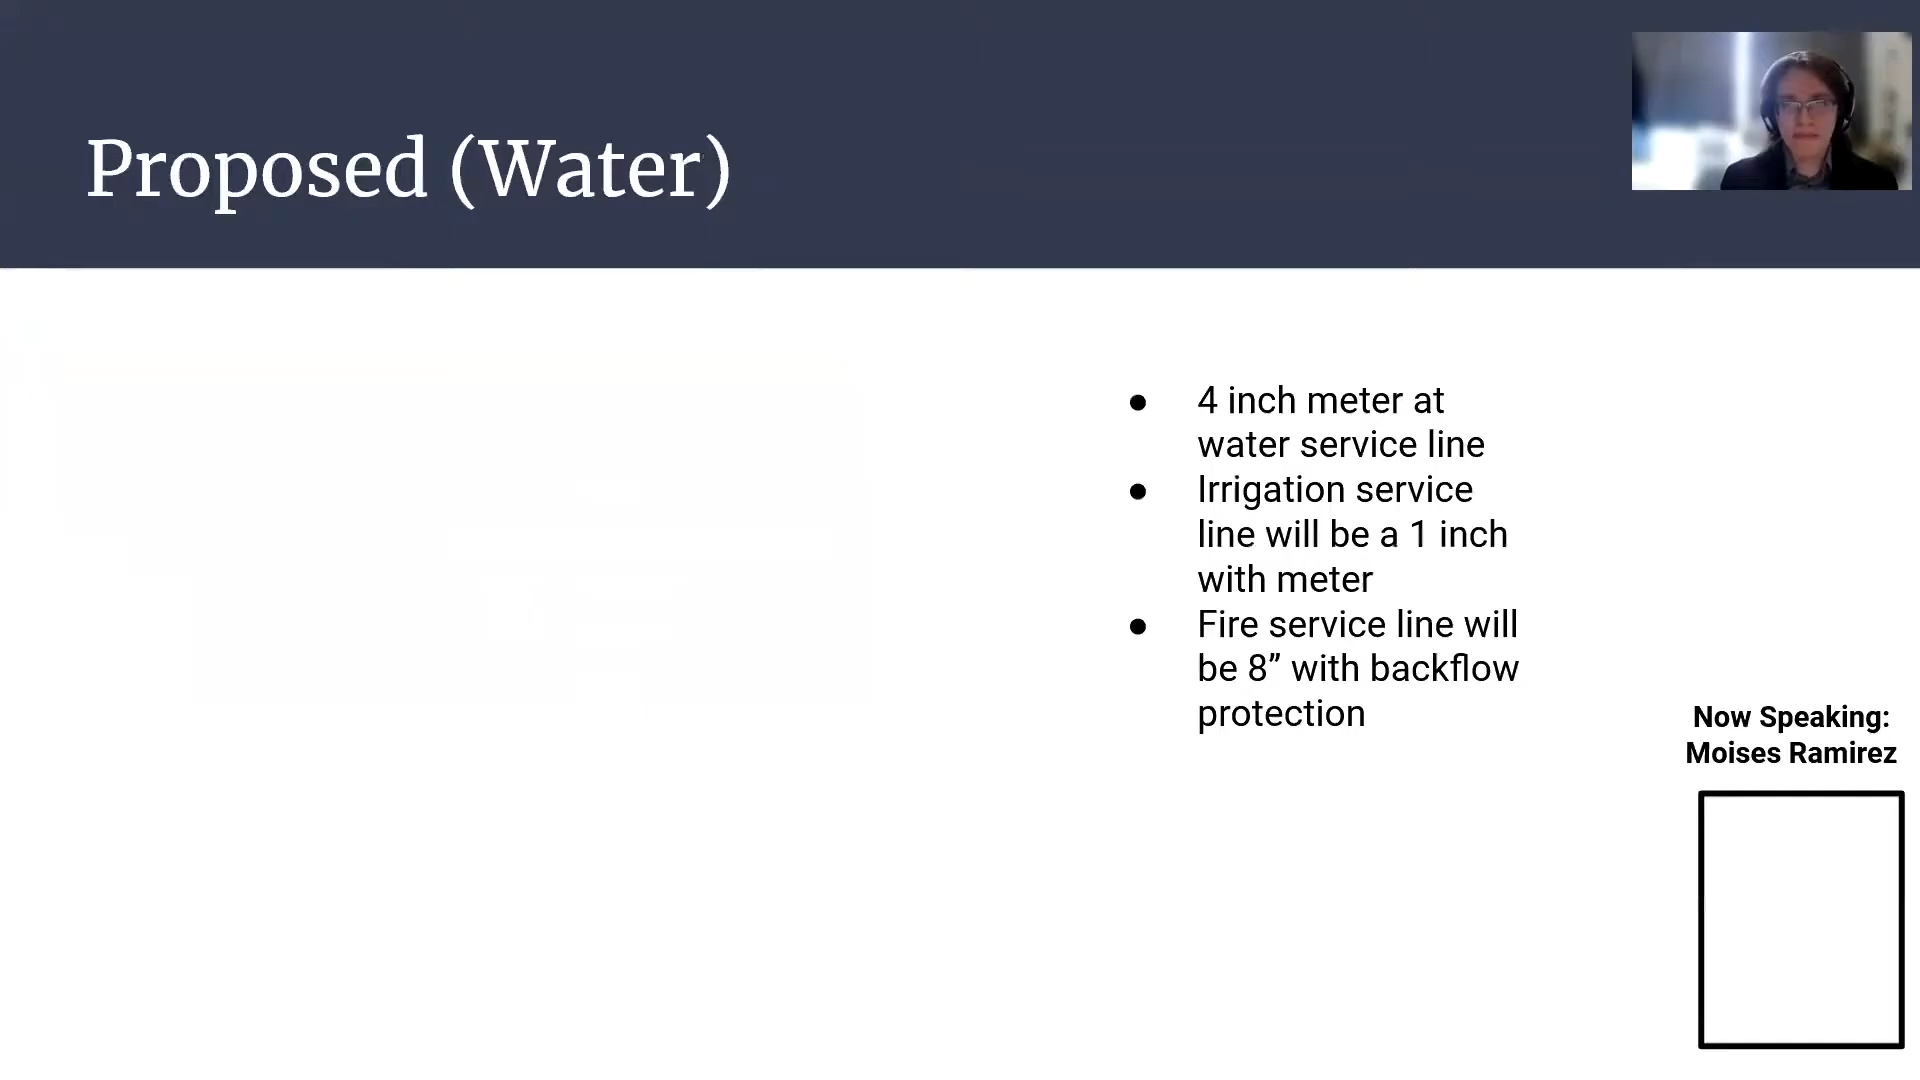 Proposed (Water)
● 4 inch meter at
water service line
● Irrigation service
line will be a 1 inch
with meter
● Fire service line will
be 8” with backflow
protection
Now Speaking:
Moises Ramirez